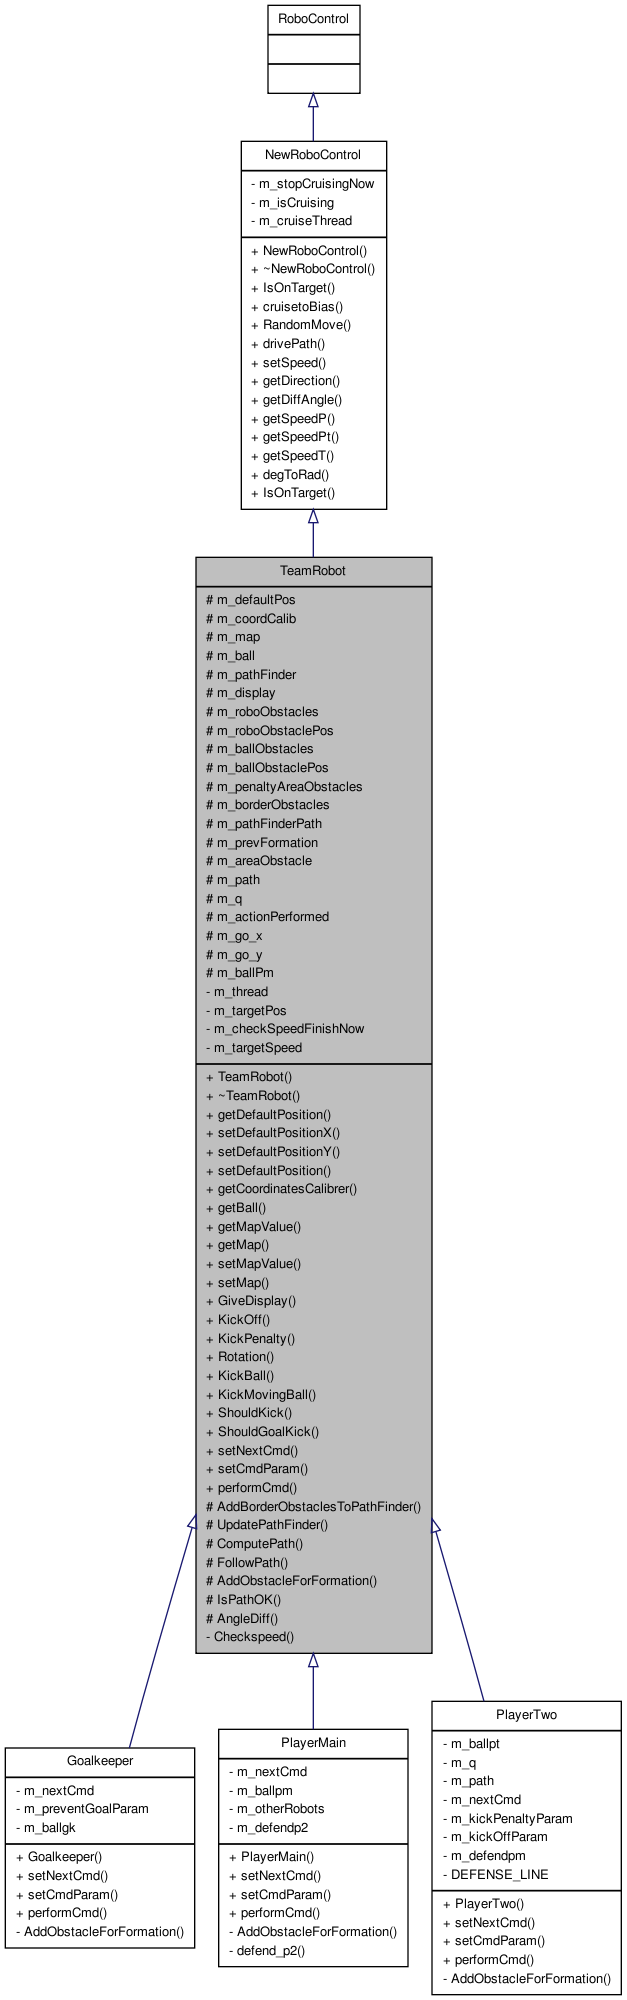 RoboControl
NewRoboControl
- m_stopCruisingNow
- m_isCruising
- m_cruiseThread
+ NewRoboControl()
+ ~NewRoboControl()
+ IsOnTarget()
+ cruisetoBias()
+ RandomMove()
+ drivePath()
+ setSpeed()
+ getDirection()
+ getDiffAngle()
+ getSpeedP()
+ getSpeedPt()
+ getSpeedT()
+ degToRad()
+ IsOnTarget()
TeamRobot
# m_defaultPos
# m_coordCalib
# m_map
# m_ball
# m_pathFinder
# m_display
# m_roboObstacles
# m_roboObstaclePos
# m_ballObstacles
# m_ballObstaclePos
# m_penaltyAreaObstacles
# m_borderObstacles
# m_pathFinderPath
# m_prevFormation
# m_areaObstacle
# m_path
# m_q
# m_actionPerformed
# m_go_x
# m_go_y
# m_ballPm
- m_thread
- m_targetPos
- m_checkSpeedFinishNow
- m_targetSpeed
+ TeamRobot()
+ ~TeamRobot()
+ getDefaultPosition()
+ setDefaultPositionX()
+ setDefaultPositionY()
+ setDefaultPosition()
+ getCoordinatesCalibrer()
+ getBall()
+ getMapValue()
+ getMap()
+ setMapValue()
+ setMap()
+ GiveDisplay()
+ KickOff()
+ KickPenalty()
+ Rotation()
+ KickBall()
+ KickMovingBall()
+ ShouldKick()
+ ShouldGoalKick()
+ setNextCmd()
+ setCmdParam()
+ performCmd()
# AddBorderObstaclesToPathFinder()
# UpdatePathFinder()
# ComputePath()
# FollowPath()
# AddObstacleForFormation()
# IsPathOK()
# AngleDiff()
- Checkspeed()
Goalkeeper
- m_nextCmd
- m_preventGoalParam
- m_ballgk
+ Goalkeeper()
+ setNextCmd()
+ setCmdParam()
+ performCmd()
- AddObstacleForFormation()
PlayerMain
- m_nextCmd
- m_ballpm
- m_otherRobots
- m_defendp2
+ PlayerMain()
+ setNextCmd()
+ setCmdParam()
+ performCmd()
- AddObstacleForFormation()
- defend_p2()
PlayerTwo
- m_ballpt
- m_q
- m_path
- m_nextCmd
- m_kickPenaltyParam
- m_kickOffParam
- m_defendpm
- DEFENSE_LINE
+ PlayerTwo()
+ setNextCmd()
+ setCmdParam()
+ performCmd()
- AddObstacleForFormation()